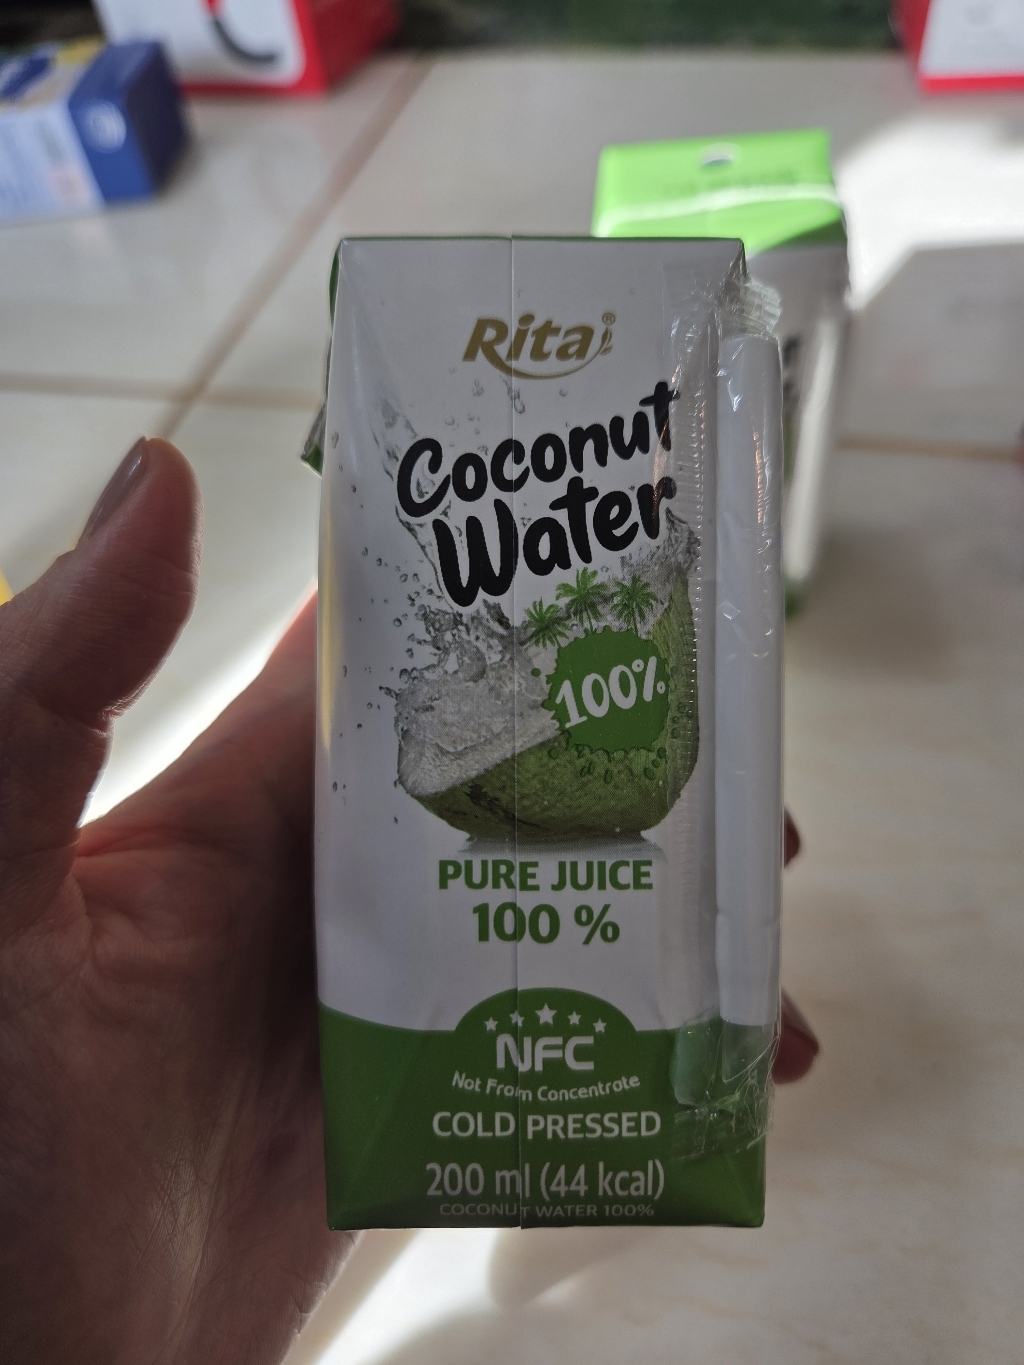 Rita®
Coconut
Water
100%
PURE JUICE
100 %
NFC
Not From Concentrate
COLD PRESSED
200 ml (44 kcal)
COCONUT WATER 100%